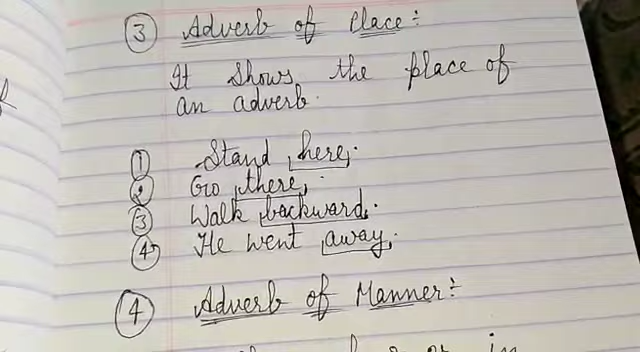 ③ Adverb of Place :-
It shows the place of
an adverb.
① Stand here.
② Go there.
③ Walk backward.
④ He went away.
④ Adverb of Manner :-
in